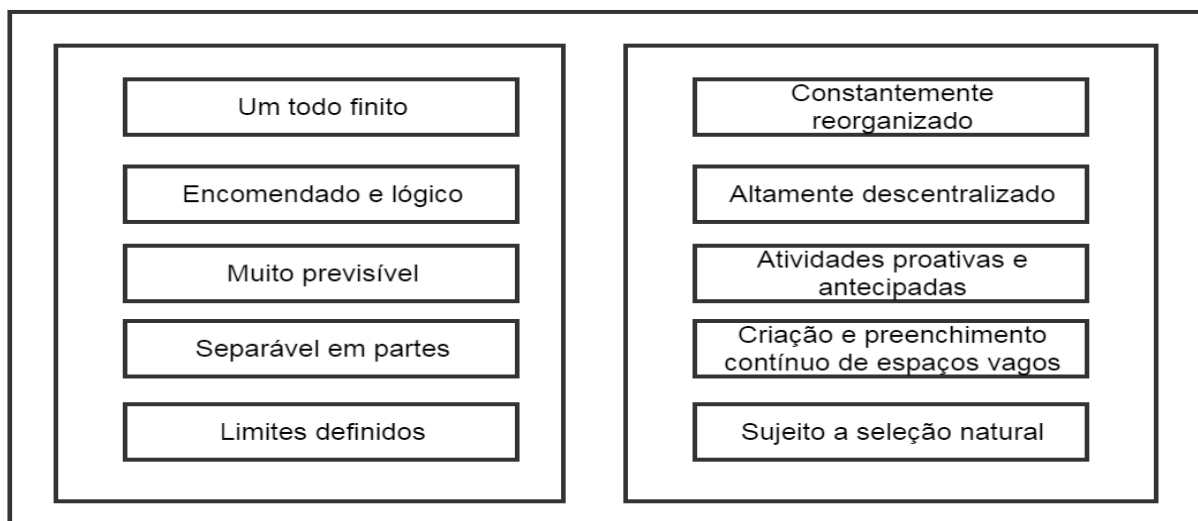 Um todo finito
Encomendado e lógico
Muito previsível
Separável em partes
Limites definidos
Constantemente
reorganizado
Altamente descentralizado
Atividades proativas e
antecipadas
Criação e preenchimento
contínuo de espaços vagos
Sujeito a seleção natural